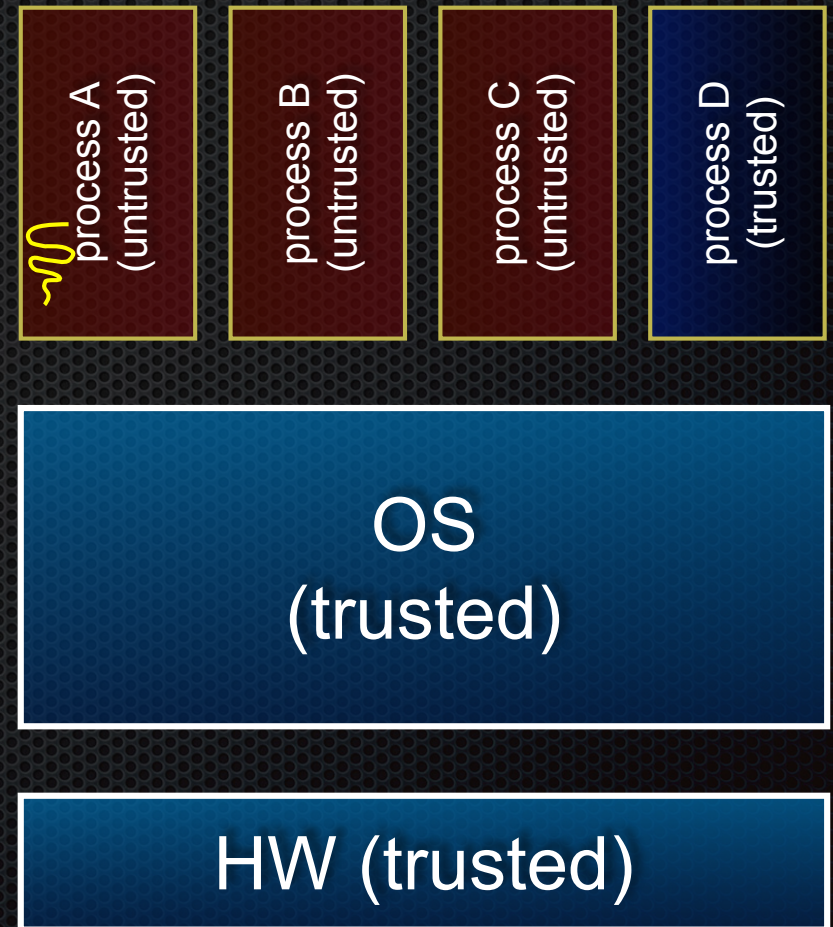 process A
(untrusted)
process B
(untrusted)
process C
(untrusted)
process D
(trusted)
OS
(trusted)
HW (trusted)